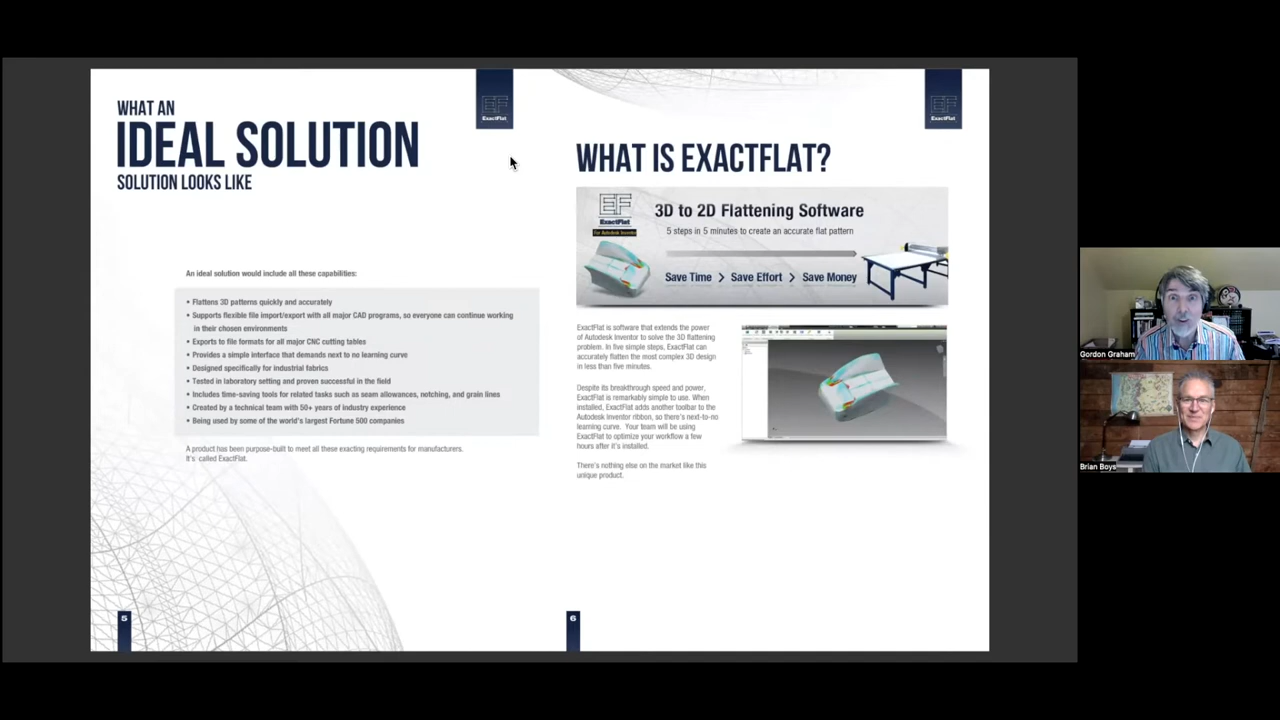 WHAT AN
IDEAL SOLUTION
SOLUTION LOOKS LIKE
EF
ExactFlat
An ideal solution would include all these capabilities:
• Flattens 3D patterns quickly and accurately
• Supports flexible file import/export with all major CAD programs, so everyone can continue working
in their chosen environments
• Exports to file formats for all major CNC cutting tables
• Provides a simple interface that demands next to no learning curve
• Designed specifically for industrial fabrics
• Tested in laboratory setting and proven successful in the field
• Includes time-saving tools for related tasks such as seam allowances, notching, and grain lines
• Created by a technical team with 50+ years of industry experience
• Being used by some of the world's largest Fortune 500 companies
A product has been purpose-built to meet all these exacting requirements for manufacturers.
It's called ExactFlat.
5
EF
ExactFlat
WHAT IS EXACTFLAT?
EF
ExactFlat
For Autodesk Inventor
3D to 2D Flattening Software
5 steps in 5 minutes to create an accurate flat pattern
Save Time > Save Effort > Save Money
ExactFlat is software that extends the power
of Autodesk Inventor to solve the 3D flattening
problem. In five simple steps, ExactFlat can
accurately flatten the most complex 3D design
in less than five minutes.
Despite its breakthrough speed and power,
ExactFlat is remarkably simple to use. When
installed, ExactFlat adds another toolbar to the
Autodesk Inventor ribbon, so there's next-to-no
learning curve. Your team will be using
ExactFlat to optimize your workflow a few
hours after it's installed.
There's nothing else on the market like this
unique product.
6
Gordon Graham
Brian Boys